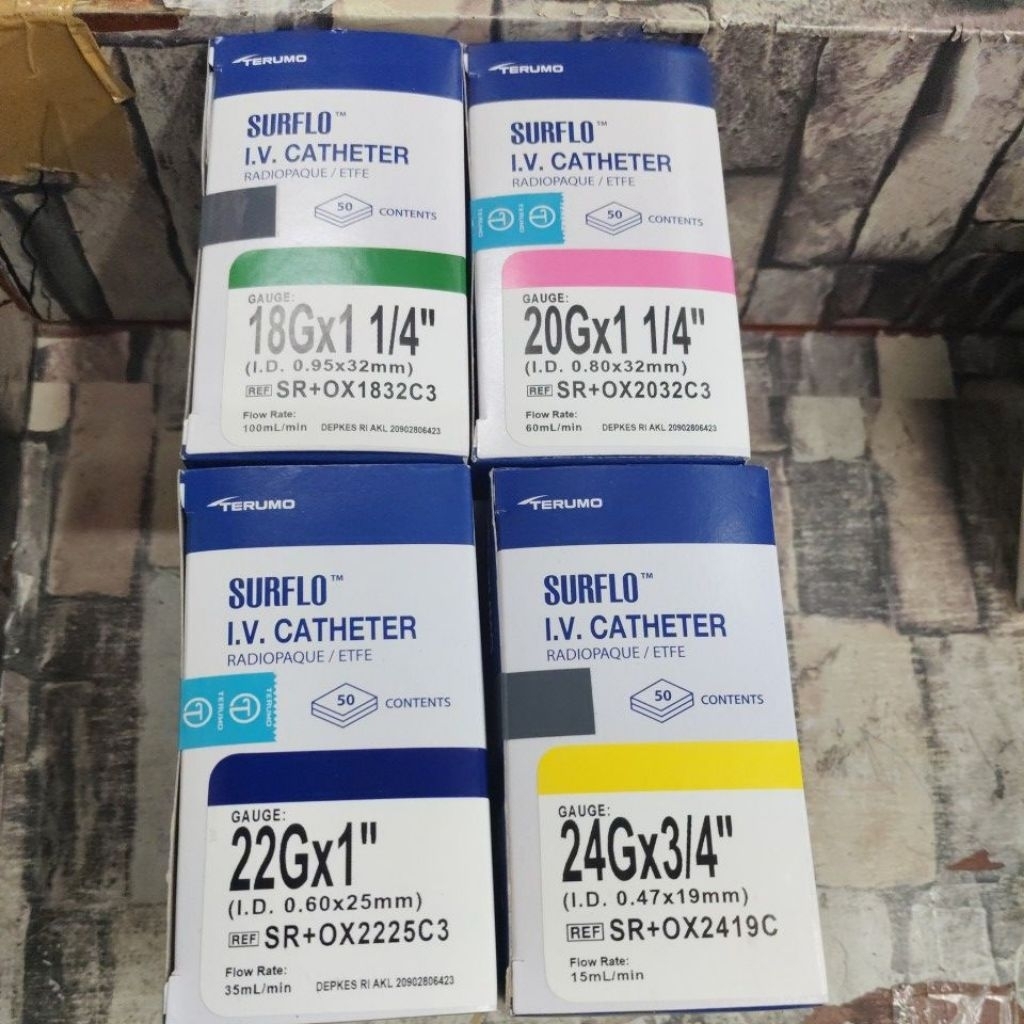 TERUMO
SURFLO™
I.V. CATHETER
RADIOPAQUE / ETFE
50 CONTENTS
GAUGE:
18Gx1 1/4"
(I.D. 0.95x32mm)
REF SR+OX1832C3
Flow Rate:
100mL/min DEPKES RI AKL 20902806423
TERUMO
SURFLO™
I.V. CATHETER
RADIOPAQUE / ETFE
TERUMO
TERUMO
50 CONTENTS
GAUGE:
20Gx1 1/4"
(I.D. 0.80x32mm)
REF SR+OX2032C3
Flow Rate:
60mL/min DEPKES RI AKL 20902806423
TERUMO
SURFLO™
I.V. CATHETER
RADIOPAQUE / ETFE
TERUMO
TERUMO
50 CONTENTS
GAUGE:
22Gx1"
(I.D. 0.60x25mm)
REF SR+OX2225C3
Flow Rate:
35mL/min DEPKES RI AKL 20902806423
TERUMO
SURFLO™
I.V. CATHETER
RADIOPAQUE / ETFE
50 CONTENTS
GAUGE:
24Gx3/4"
(I.D. 0.47x19mm)
REF SR+OX2419C
Flow Rate:
15mL/min